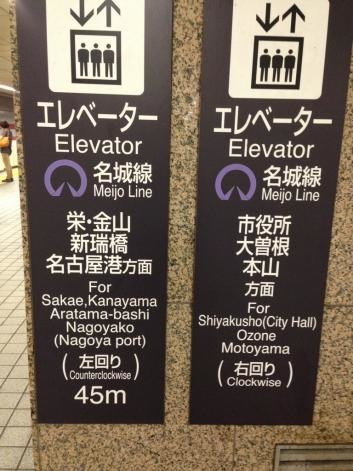 エレベーター
Elevator
名城線
Meijo Line
栄・金山
新瑞橋
名古屋港方面
For
Sakae,Kanayama
Aratama-bashi
Nagoyako
(Nagoya port)
(左回り
Counterclockwise)
45m
エレベーター
Elevator
名城線
Meijo Line
市役所
大曽根
本山
方面
For
Shiyakusho(City Hall)
Ozone
Motoyama
(右回り
Clockwise)